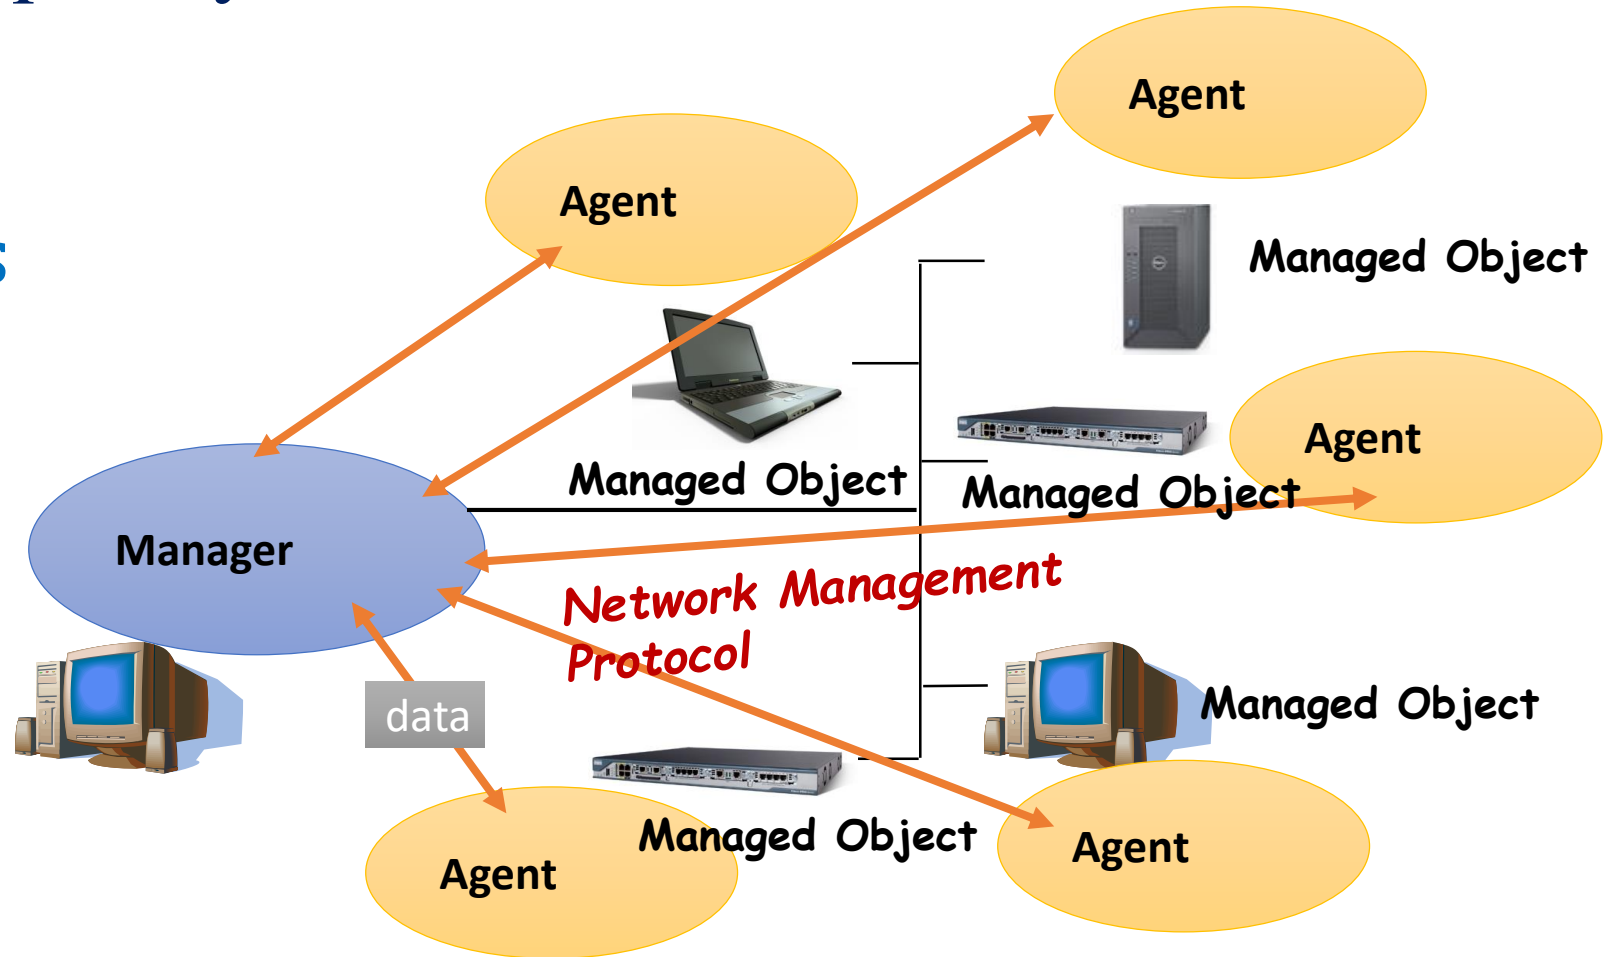 Agent
Agent
s
Managed Object
Agent
Managed Object
Managed Object
Manager
Network Management
Protocol
Managed Object
data
Managed Object
Agent
Agent